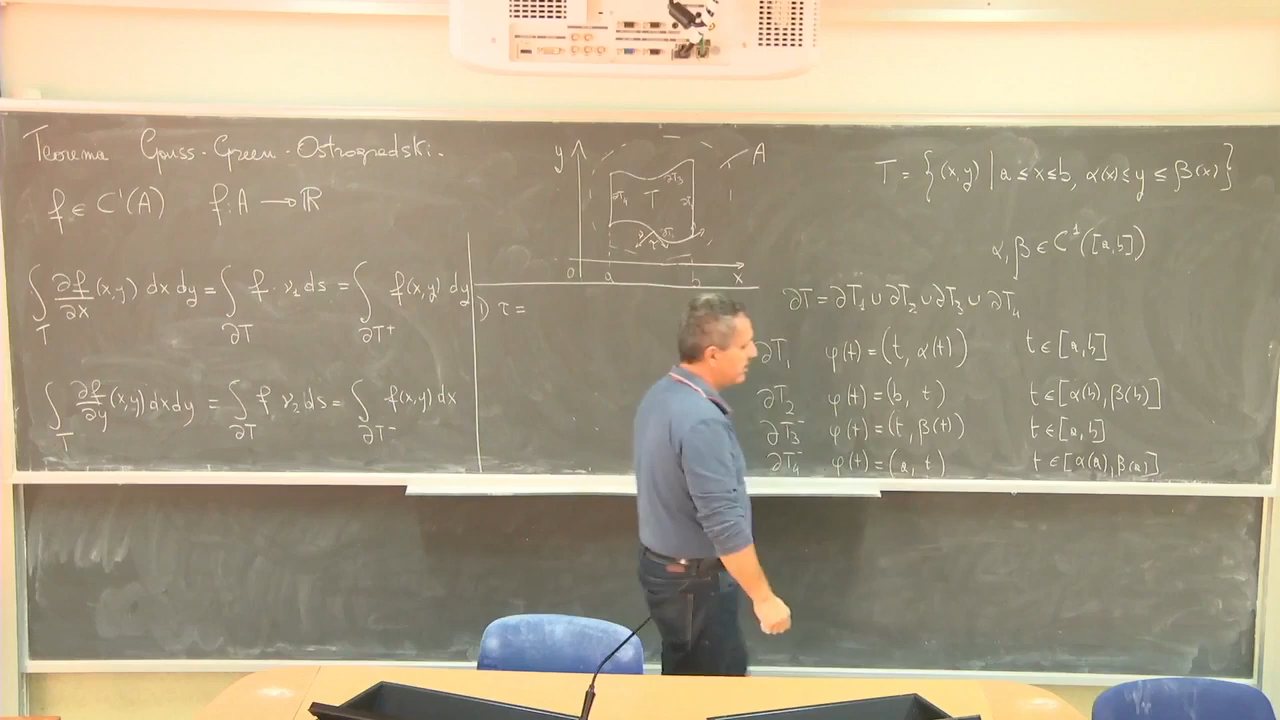 Teorema Gauss-Green-Ostrogradski.
f ∈ C¹(A) f: A → ℝ
∫_T ∂f/∂x (x,y) dx dy = ∫_∂T f · ν₁ ds = ∫_∂T⁺ f(x,y) dy
∫_T ∂f/∂y (x,y) dx dy = ∫_∂T f ν₂ ds = ∫_∂T⁻ f(x,y) dx
y
A
∂T₃
∂T₄ T
∂T₁
τ
0 a b x
1) τ =
T = {(x,y) | a ≤ x ≤ b, α(x) ≤ y ≤ β(x)}
α, β ∈ C¹([a,b])
∂T = ∂T₁ ∪ ∂T₂ ∪ ∂T₃ ∪ ∂T₄
∂T₁ φ(t) = (t, α(t)) t ∈ [a,b]
∂T₂ φ(t) = (b, t) t ∈ [α(b), β(b)]
∂T₃⁻ φ(t) = (t, β(t)) t ∈ [a,b]
∂T₄⁻ φ(t) = (a, t) t ∈ [α(a), β(a)]